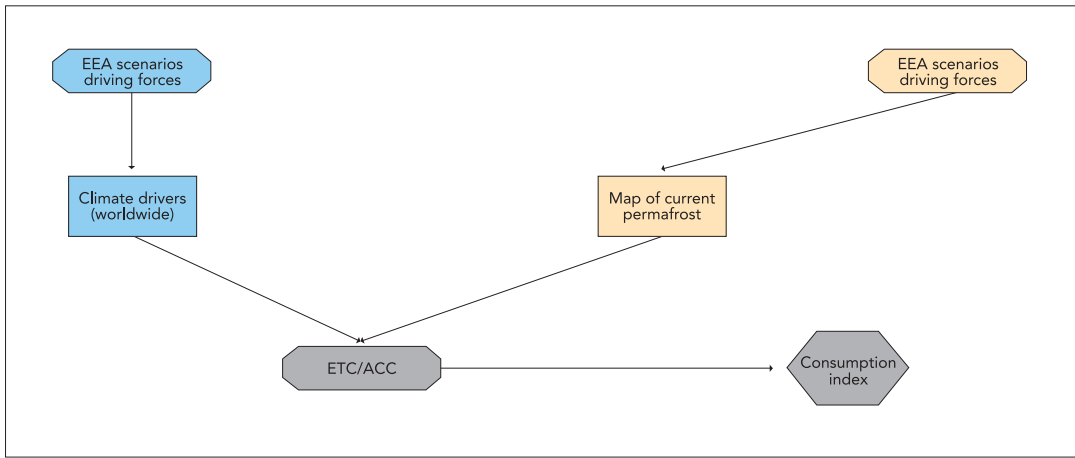 EEA scenarios
driving forces
EEA scenarios
driving forces
Climate drivers
(worldwide)
Map of current
permafrost
ETC/ACC
Consumption
index